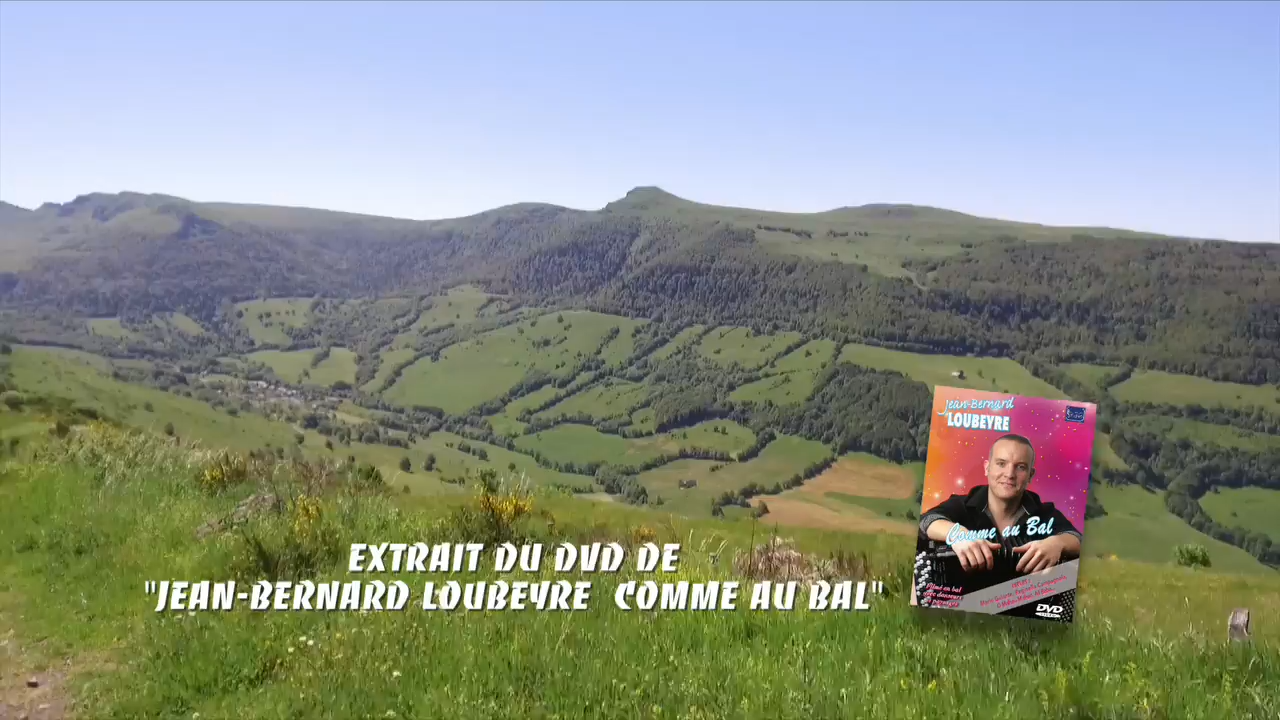 EXTRAIT DU DVD DE
"JEAN-BERNARD LOUBEYRE COMME AU BAL"
Jean-Bernard
LOUBEYRE
Comme au Bal
DVD